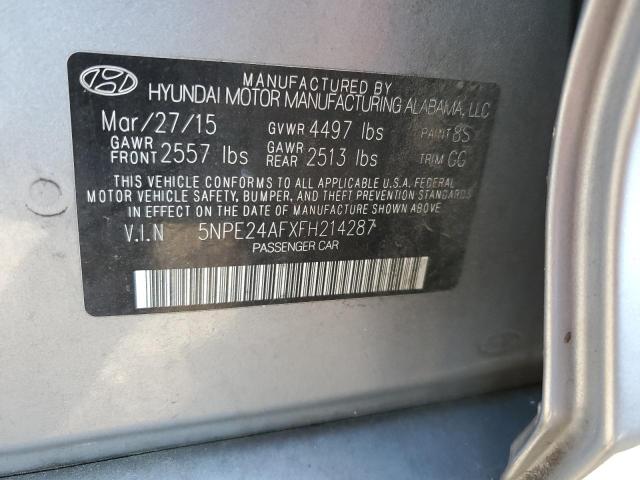 MANUFACTURED BY
HYUNDAI MOTOR MANUFACTURING ALABAMA, LLC
Mar/27/15 GVWR 4497 lbs PAINT 8S
GAWR FRONT 2557 lbs GAWR REAR 2513 lbs TRIM GG
THIS VEHICLE CONFORMS TO ALL APPLICABLE U.S.A. FEDERAL
MOTOR VEHICLE SAFETY, BUMPER, AND THEFT PREVENTION STANDARDS
IN EFFECT ON THE DATE OF MANUFACTURE SHOWN ABOVE.
V.I.N 5NPE24AFXFH214287
PASSENGER CAR